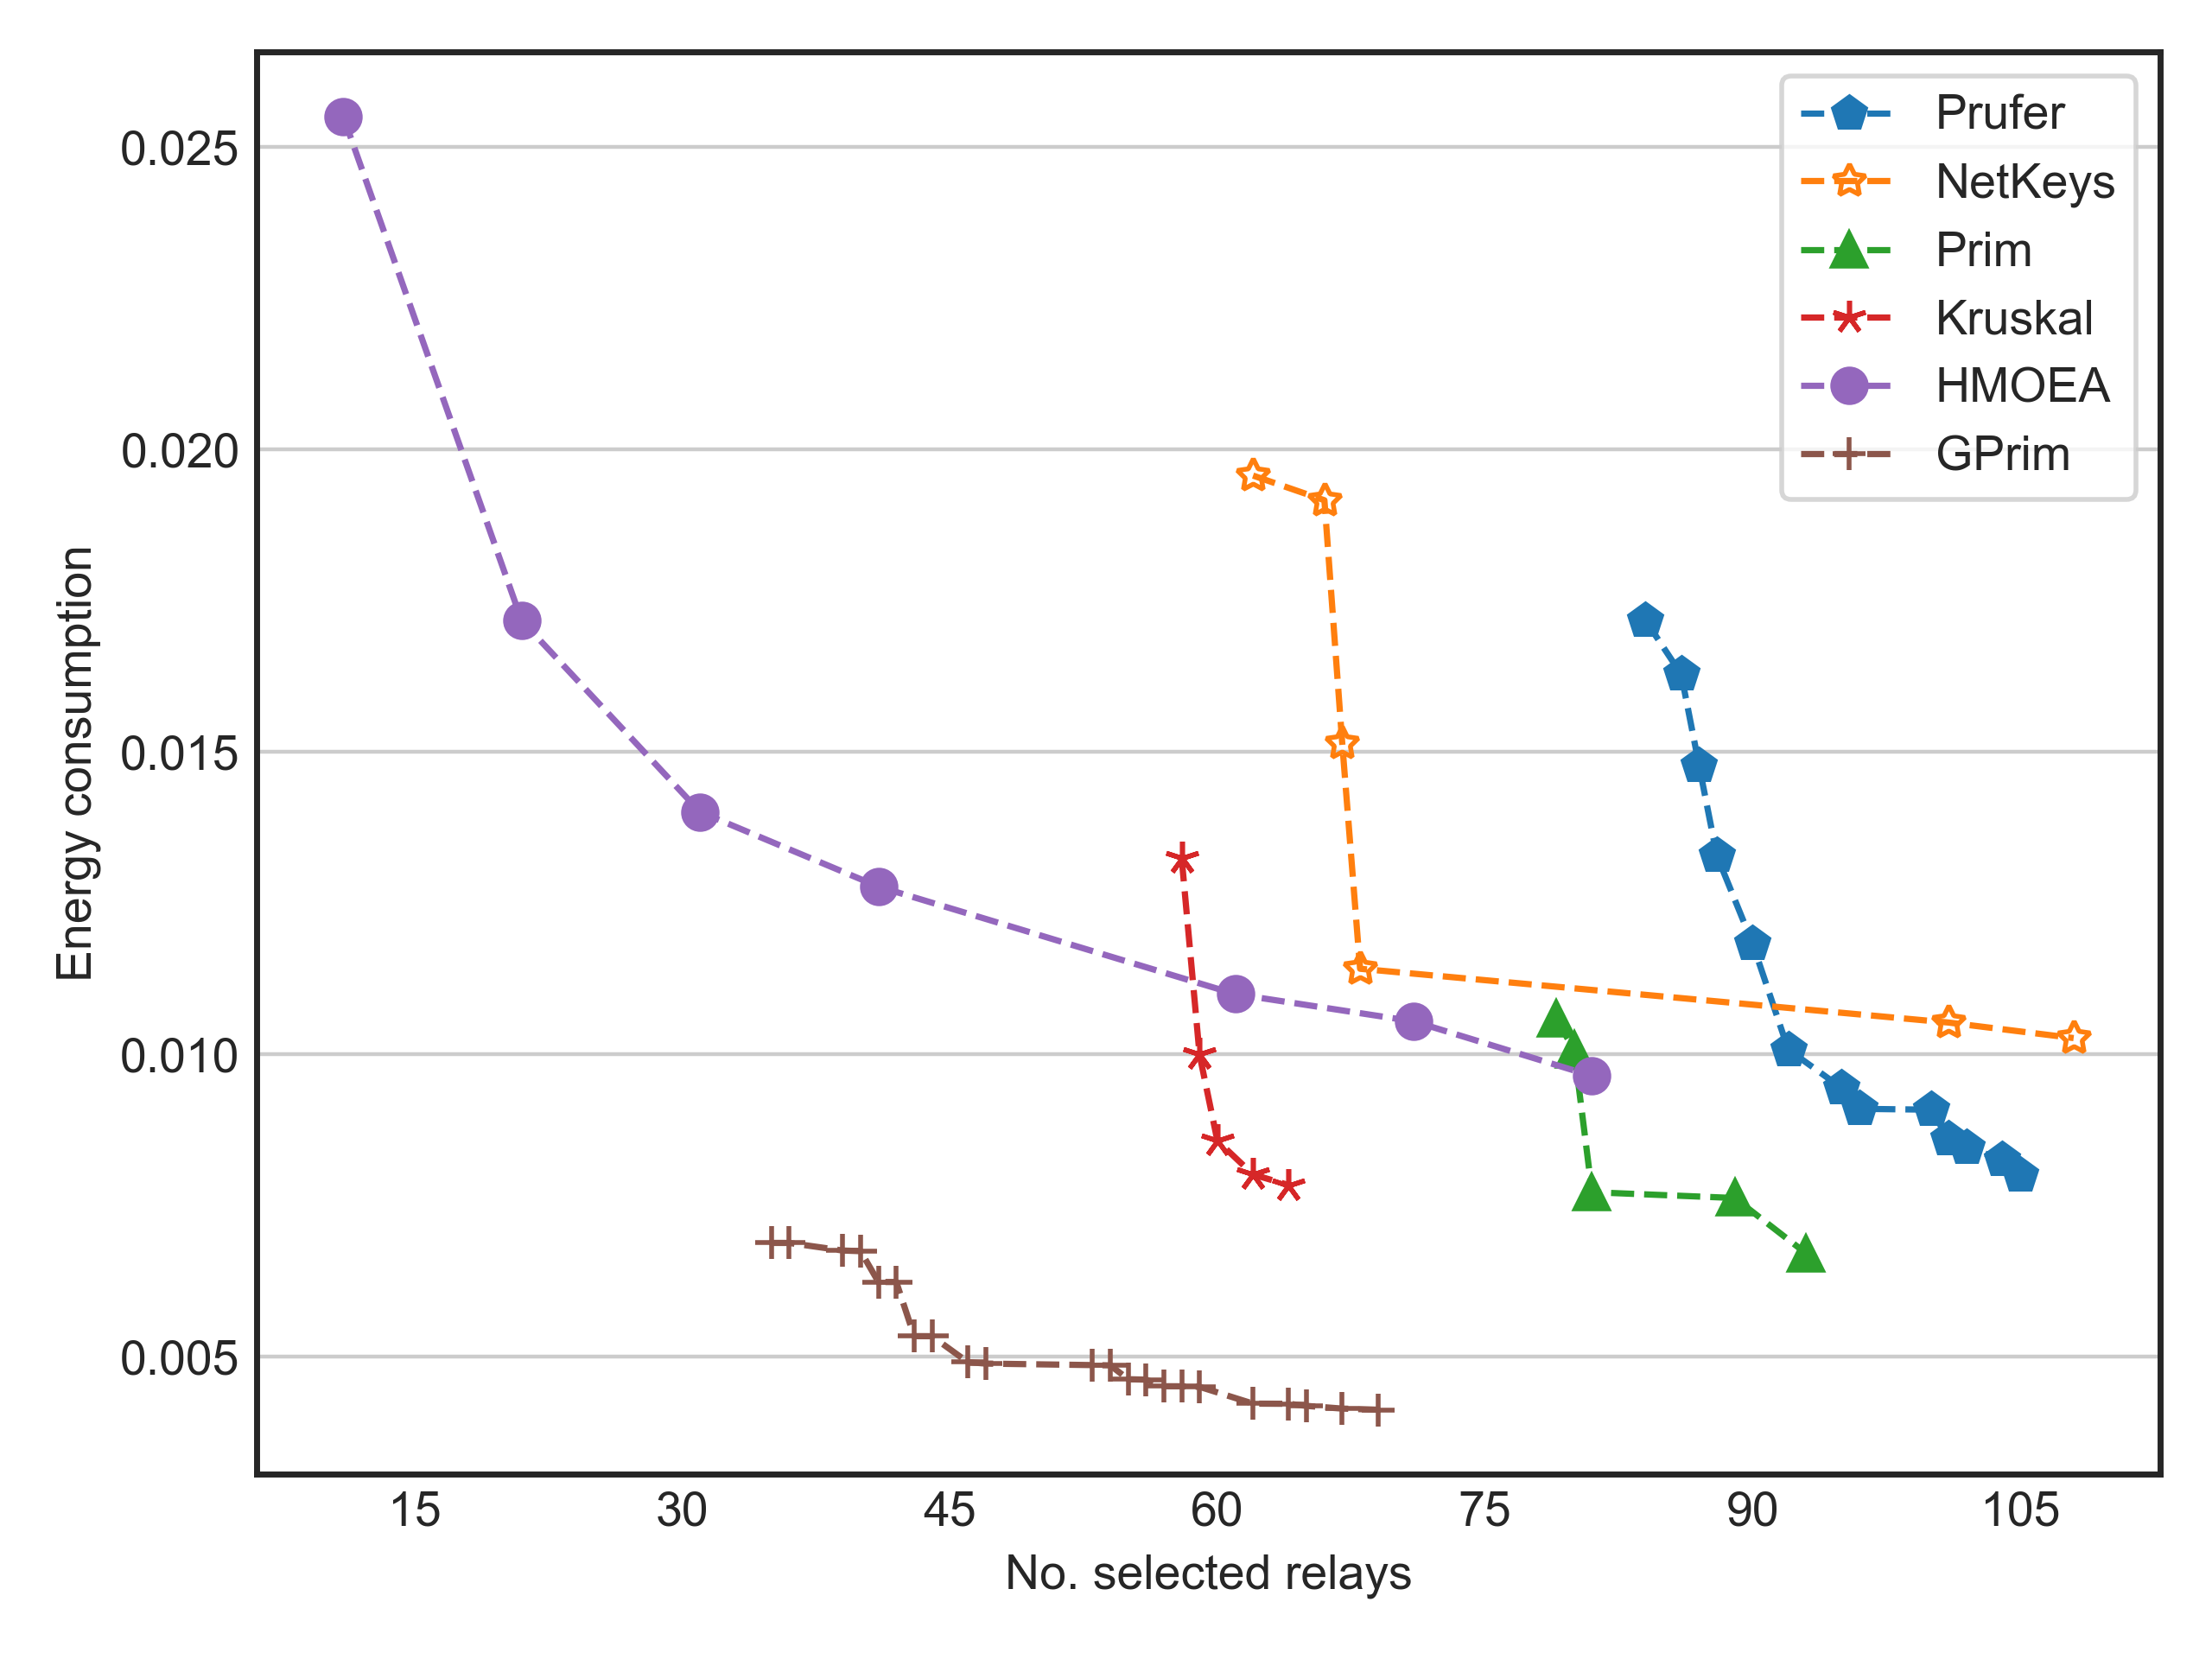 Prufer
NetKeys
Prim
Kruskal
HMOEA
GPrim
0.025
0.020
0.015
0.010
0.005
Energy consumption
15 30 45 60 75 90 105
No. selected relays